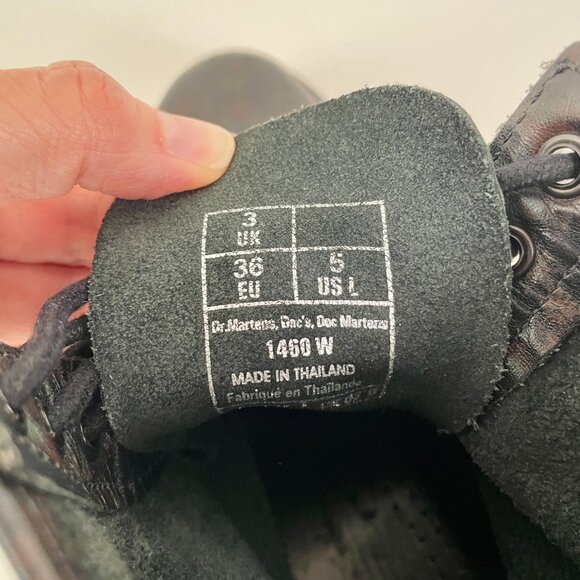 3
UK
36 5
EU US L
Dr.Martens, Doc's, Doc Martens
1460 W
MADE IN THAILAND
Fabriqué en Thaïlande